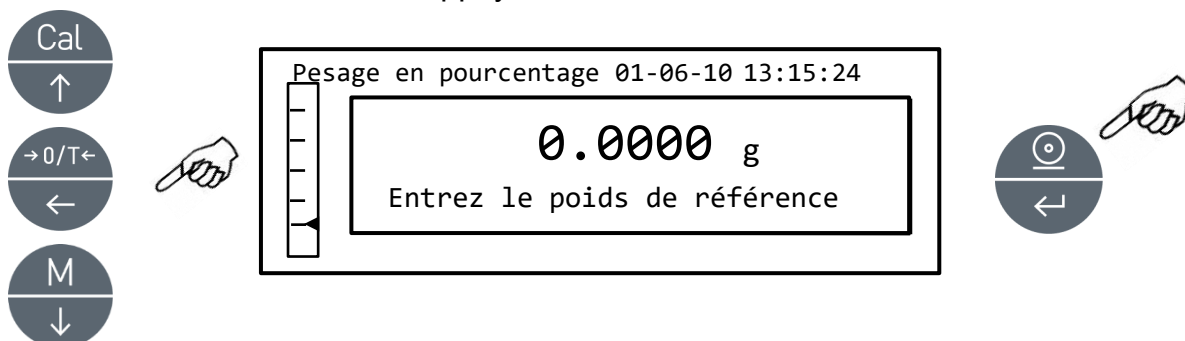 Cal
↑
→0/T←
←
M
↓
Pesage en pourcentage 01-06-10 13:15:24
0.0000 g
Entrez le poids de référence